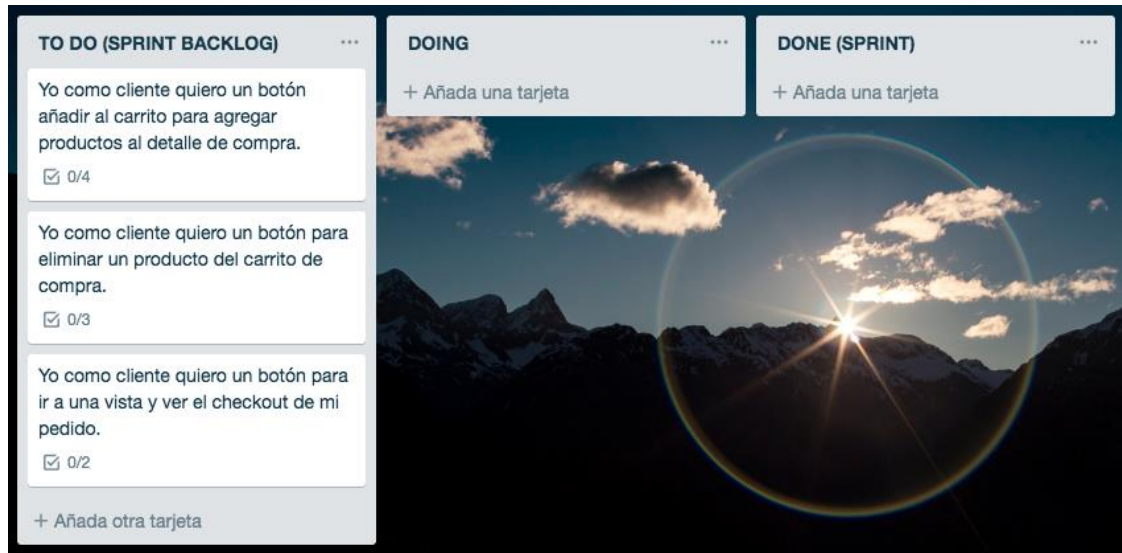 TO DO (SPRINT BACKLOG)
Yo como cliente quiero un botón
añadir al carrito para agregar
productos al detalle de compra.
0/4
Yo como cliente quiero un botón para
eliminar un producto del carrito de
compra.
0/3
Yo como cliente quiero un botón para
ir a una vista y ver el checkout de mi
pedido.
0/2
+ Añada otra tarjeta
DOING
+ Añada una tarjeta
DONE (SPRINT)
+ Añada una tarjeta